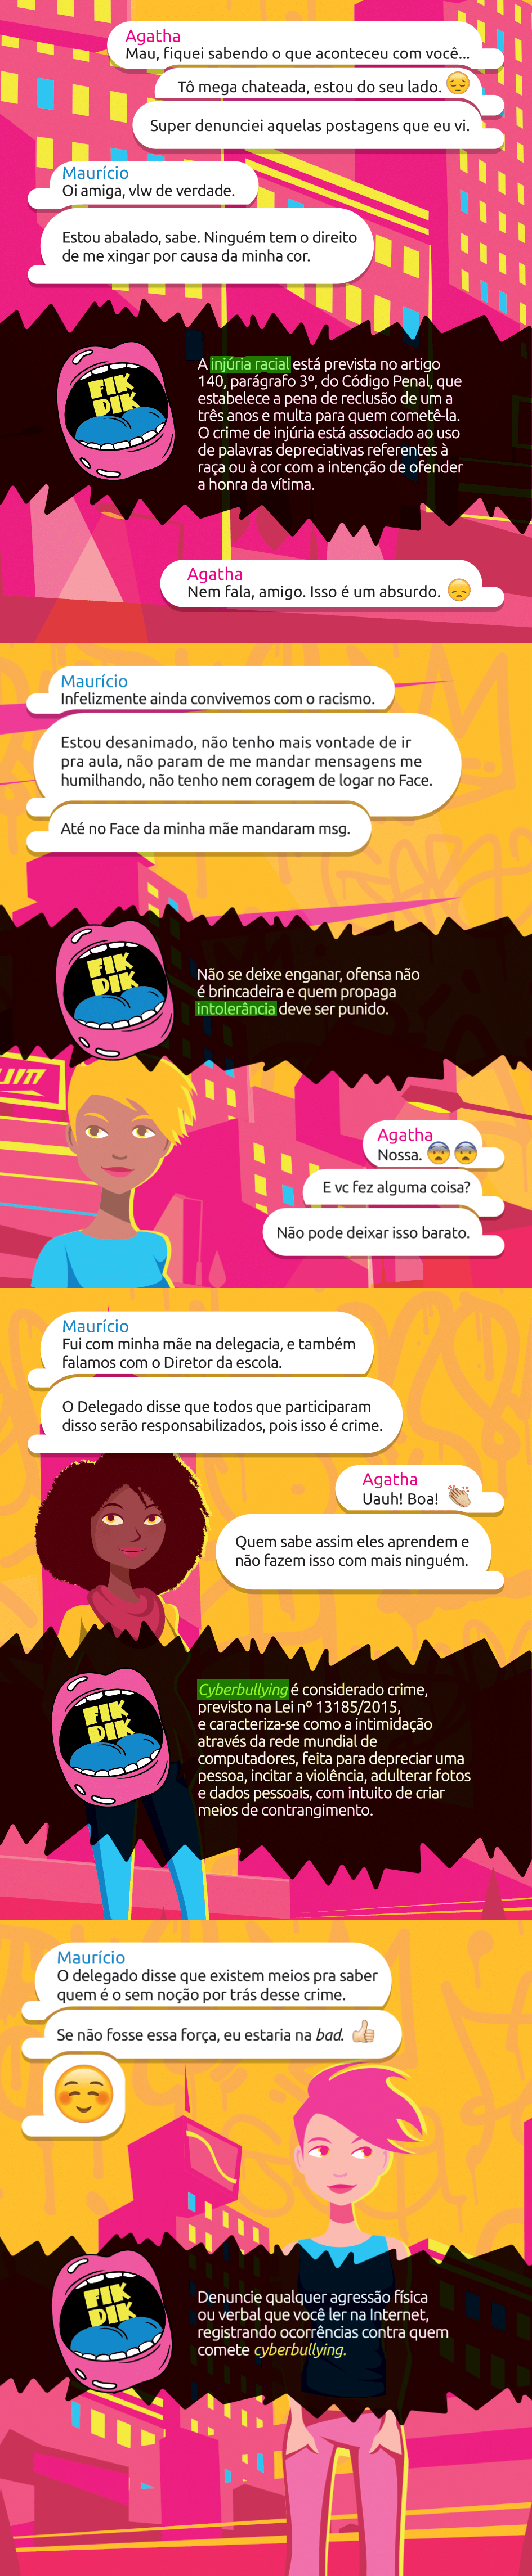 Agatha
Mau, fiquei sabendo o que aconteceu com você...
Tô mega chateada, estou do seu lado.
Super denunciei aquelas postagens que eu vi.
Maurício
Oi amiga, vlw de verdade.
Estou abalado, sabe. Ninguém tem o direito
de me xingar por causa da minha cor.
FIK
DIK
A injúria racial está prevista no artigo
140, parágrafo 3º, do Código Penal, que
estabelece a pena de reclusão de um a
três anos e multa para quem cometê-la.
O crime de injúria está associado ao uso
de palavras depreciativas referentes à
raça ou à cor com a intenção de ofender
a honra da vítima.
Agatha
Nem fala, amigo. Isso é um absurdo.
Maurício
Infelizmente ainda convivemos com o racismo.
Estou desanimado, não tenho mais vontade de ir
pra aula, não param de me mandar mensagens me
humilhando, não tenho nem coragem de logar no Face.
Até no Face da minha mãe mandaram msg.
FIK
DIK
Não se deixe enganar, ofensa não
é brincadeira e quem propaga
intolerância deve ser punido.
Agatha
Nossa.
E vc fez alguma coisa?
Não pode deixar isso barato.
Maurício
Fui com minha mãe na delegacia, e também
falamos com o Diretor da escola.
O Delegado disse que todos que participaram
disso serão responsabilizados, pois isso é crime.
Agatha
Uauh! Boa!
Quem sabe assim eles aprendem e
não fazem isso com mais ninguém.
FIK
DIK
Cyberbullying é considerado crime,
previsto na Lei nº 13185/2015,
e caracteriza-se como a intimidação
através da rede mundial de
computadores, feita para depreciar uma
pessoa, incitar a violência, adulterar fotos
e dados pessoais, com intuito de criar
meios de contrangimento.
Maurício
O delegado disse que existem meios pra saber
quem é o sem noção por trás desse crime.
Se não fosse essa força, eu estaria na bad.
FIK
DIK
Denuncie qualquer agressão física
ou verbal que você ler na Internet,
registrando ocorrências contra quem
comete cyberbullying.